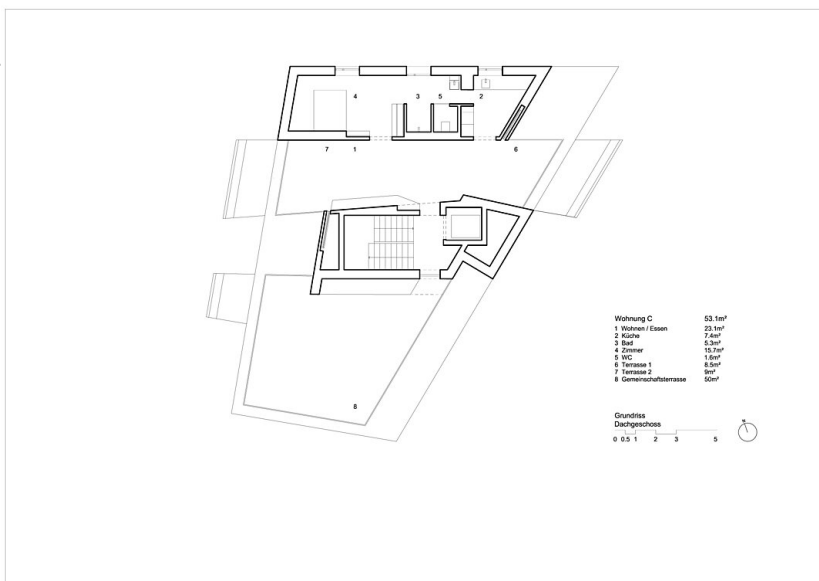 4 3 5 2
7 1 6
8
Wohnung C 53.1m²
1 Wohnen / Essen 23.1m²
2 Küche 7.4m²
3 Bad 5.3m²
4 Zimmer 15.7m²
5 WC 1.6m²
6 Terrasse 1 8.5m²
7 Terrasse 2 9m²
8 Gemeinschaftsterrasse 50m²
Grundriss
Dachgeschoss
0 0.5 1 2 3 5
N